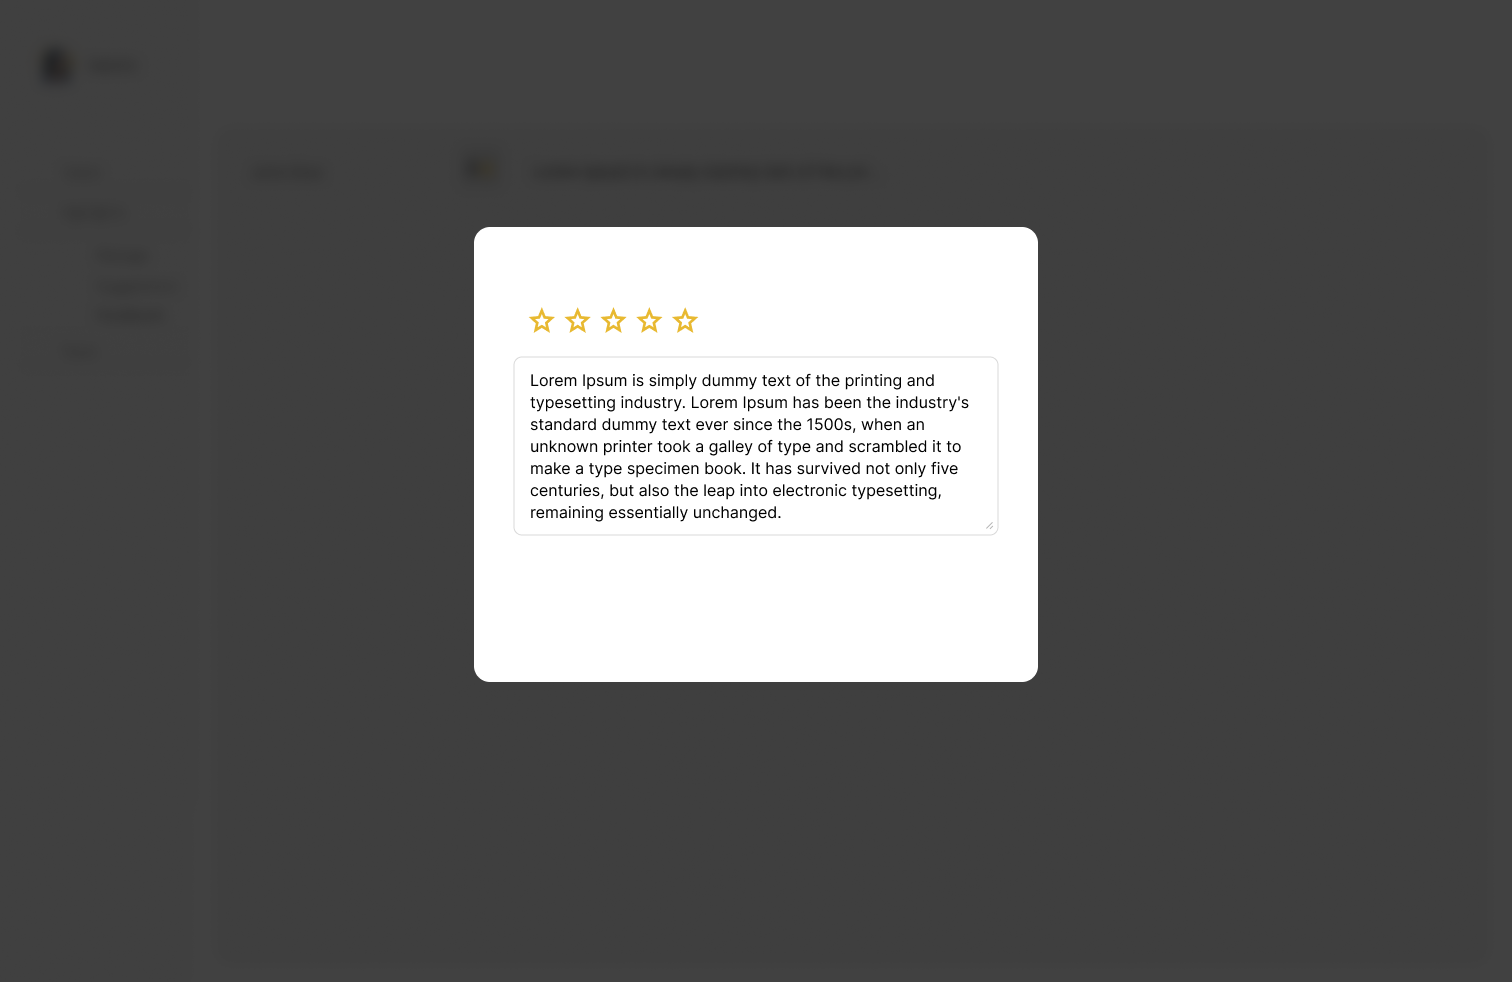 Lorem Ipsum is simply dummy text of the printing and
typesetting industry. Lorem Ipsum has been the industry's
standard dummy text ever since the 1500s, when an
unknown printer took a galley of type and scrambled it to
make a type specimen book. It has survived not only five
centuries, but also the leap into electronic typesetting,
remaining essentially unchanged.